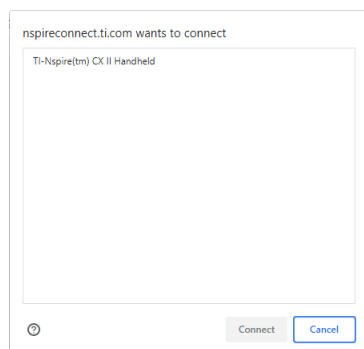 nspireconnect.ti.com wants to connect
TI-Nspire(tm) CX II Handheld
Connect
Cancel